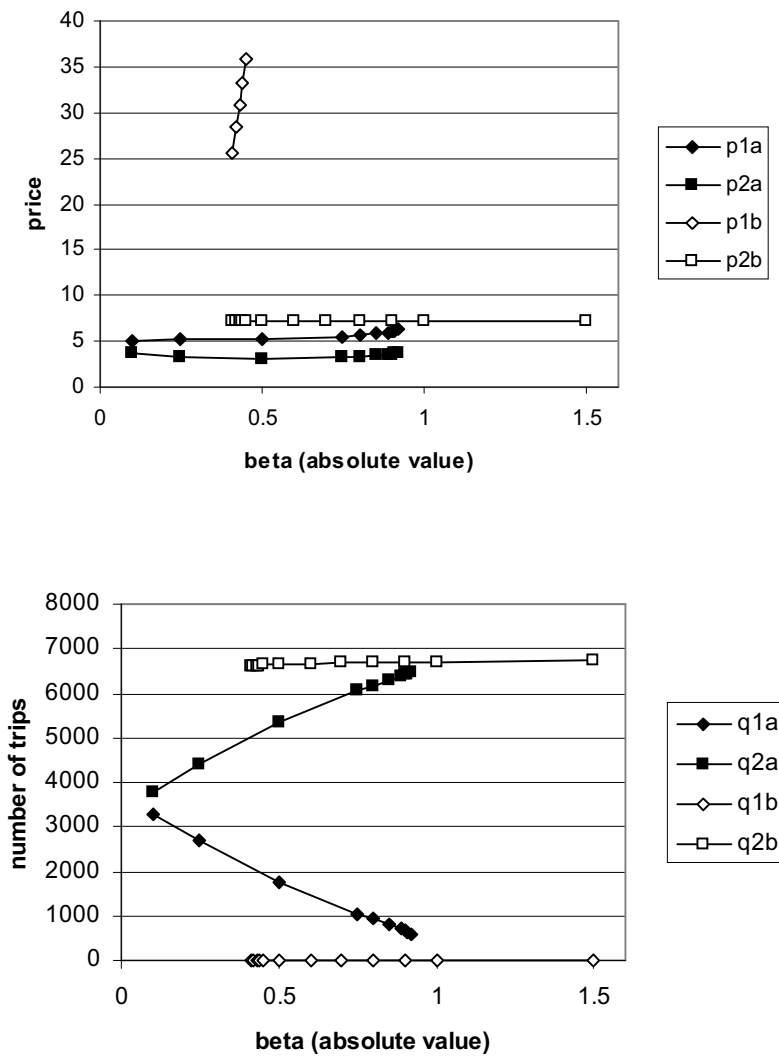 40
35
30
25
20
15
10
5
0
price
0 0.5 1 1.5
beta (absolute value)
p1a
p2a
p1b
p2b
8000
7000
6000
5000
4000
3000
2000
1000
0
number of trips
0 0.5 1 1.5
beta (absolute value)
q1a
q2a
q1b
q2b